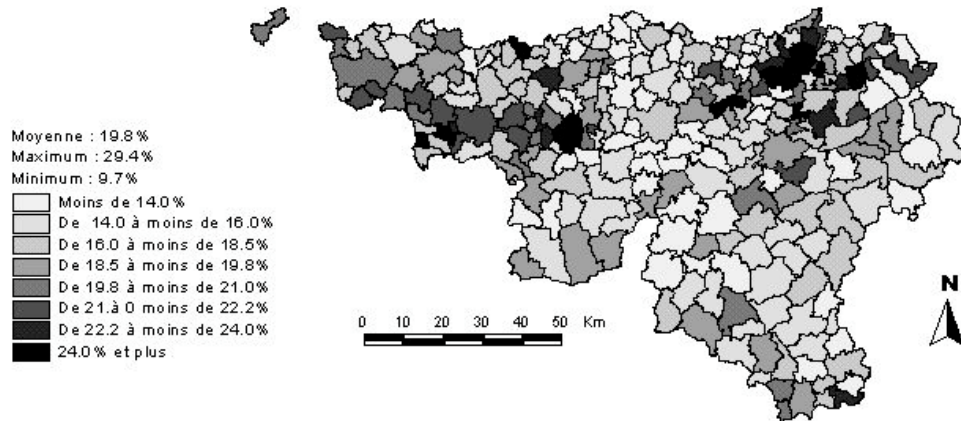 Moyenne : 19.8%
Maximum : 29.4%
Minimum : 9.7%
Moins de 14.0%
De 14.0 à moins de 16.0%
De 16.0 à moins de 18.5%
De 18.5 à moins de 19.8%
De 19.8 à moins de 21.0%
De 21.à 0 moins de 22.2%
De 22.2 à moins de 24.0%
24.0% et plus
0 10 20 30 40 50 Km
N